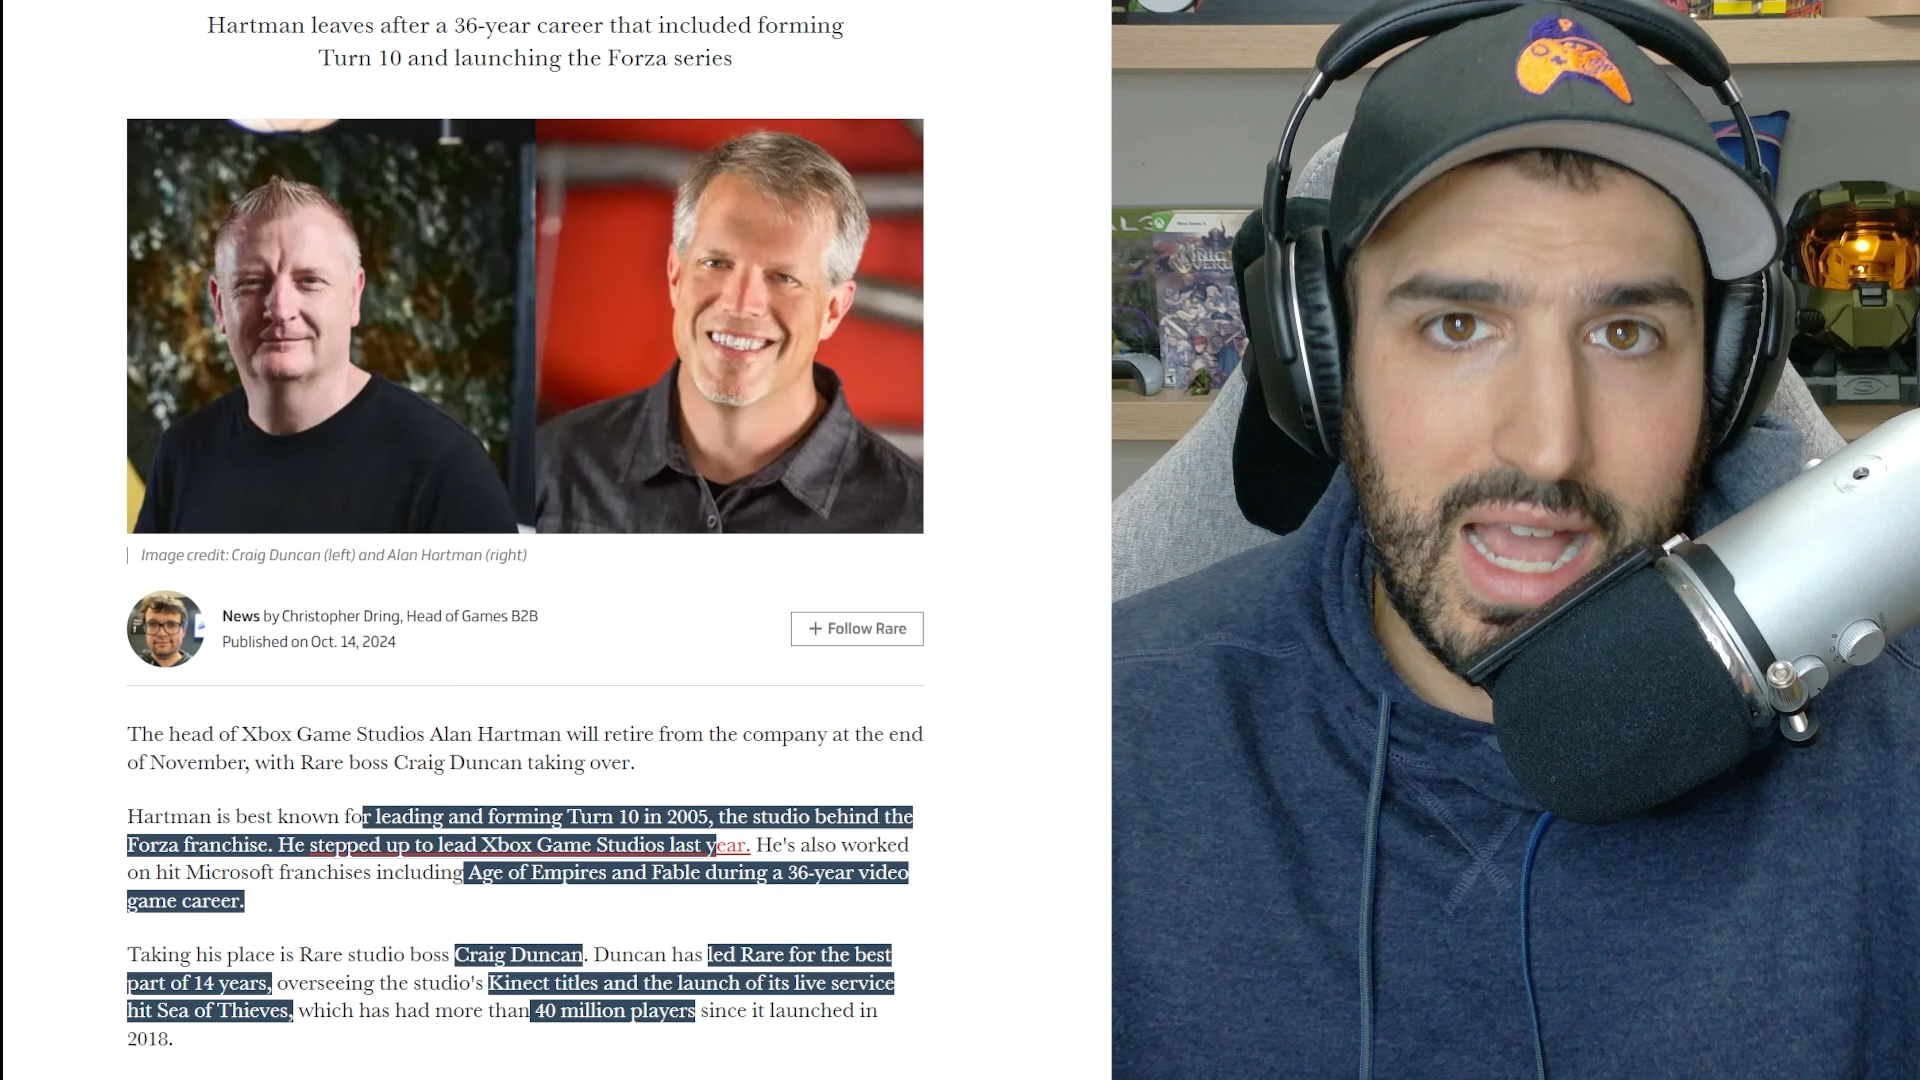 Hartman leaves after a 36-year career that included forming
Turn 10 and launching the Forza series
Image credit: Craig Duncan (left) and Alan Hartman (right)
News by Christopher Dring, Head of Games B2B
Published on Oct. 14, 2024
+ Follow Rare
The head of Xbox Game Studios Alan Hartman will retire from the company at the end
of November, with Rare boss Craig Duncan taking over.
Hartman is best known for leading and forming Turn 10 in 2005, the studio behind the
Forza franchise. He stepped up to lead Xbox Game Studios last year. He's also worked
on hit Microsoft franchises including Age of Empires and Fable during a 36-year video
game career.
Taking his place is Rare studio boss Craig Duncan. Duncan has led Rare for the best
part of 14 years, overseeing the studio's Kinect titles and the launch of its live service
hit Sea of Thieves, which has had more than 40 million players since it launched in
2018.